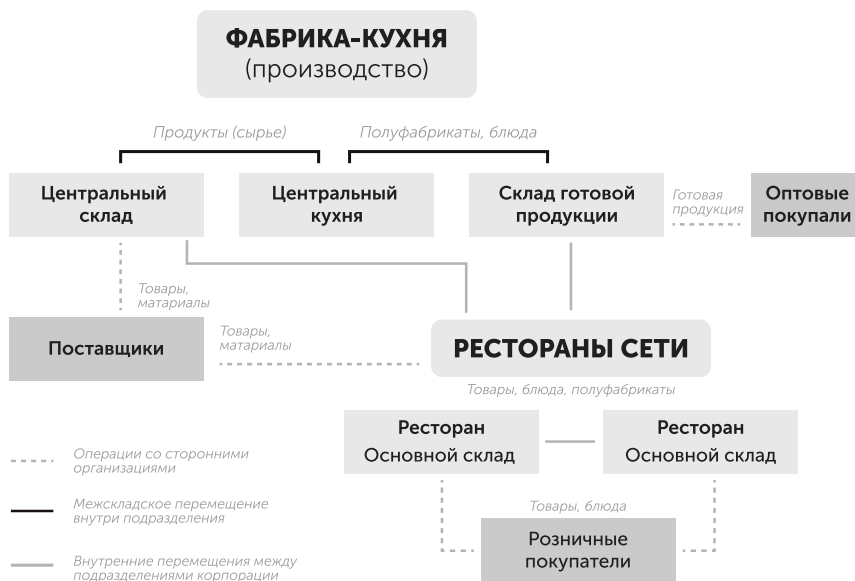 ФАБРИКА-КУХНЯ
(производство)
Продукты (сырье)
Полуфабрикаты, блюда
Центральный
склад
Центральный
кухня
Склад готовой
продукции
Готовая
продукция
Оптовые
покупали
Товары,
матариалы
Поставщики
Товары,
матариалы
РЕСТОРАНЫ СЕТИ
Товары, блюда, полуфабрикаты
Ресторан
Основной склад
Ресторан
Основной склад
Товары, блюда
Розничные
покупатели
Операции со сторонними
организациями
Межскладское перемещение
внутри подразделения
Внутренние перемещения между
подразделениями корпорации